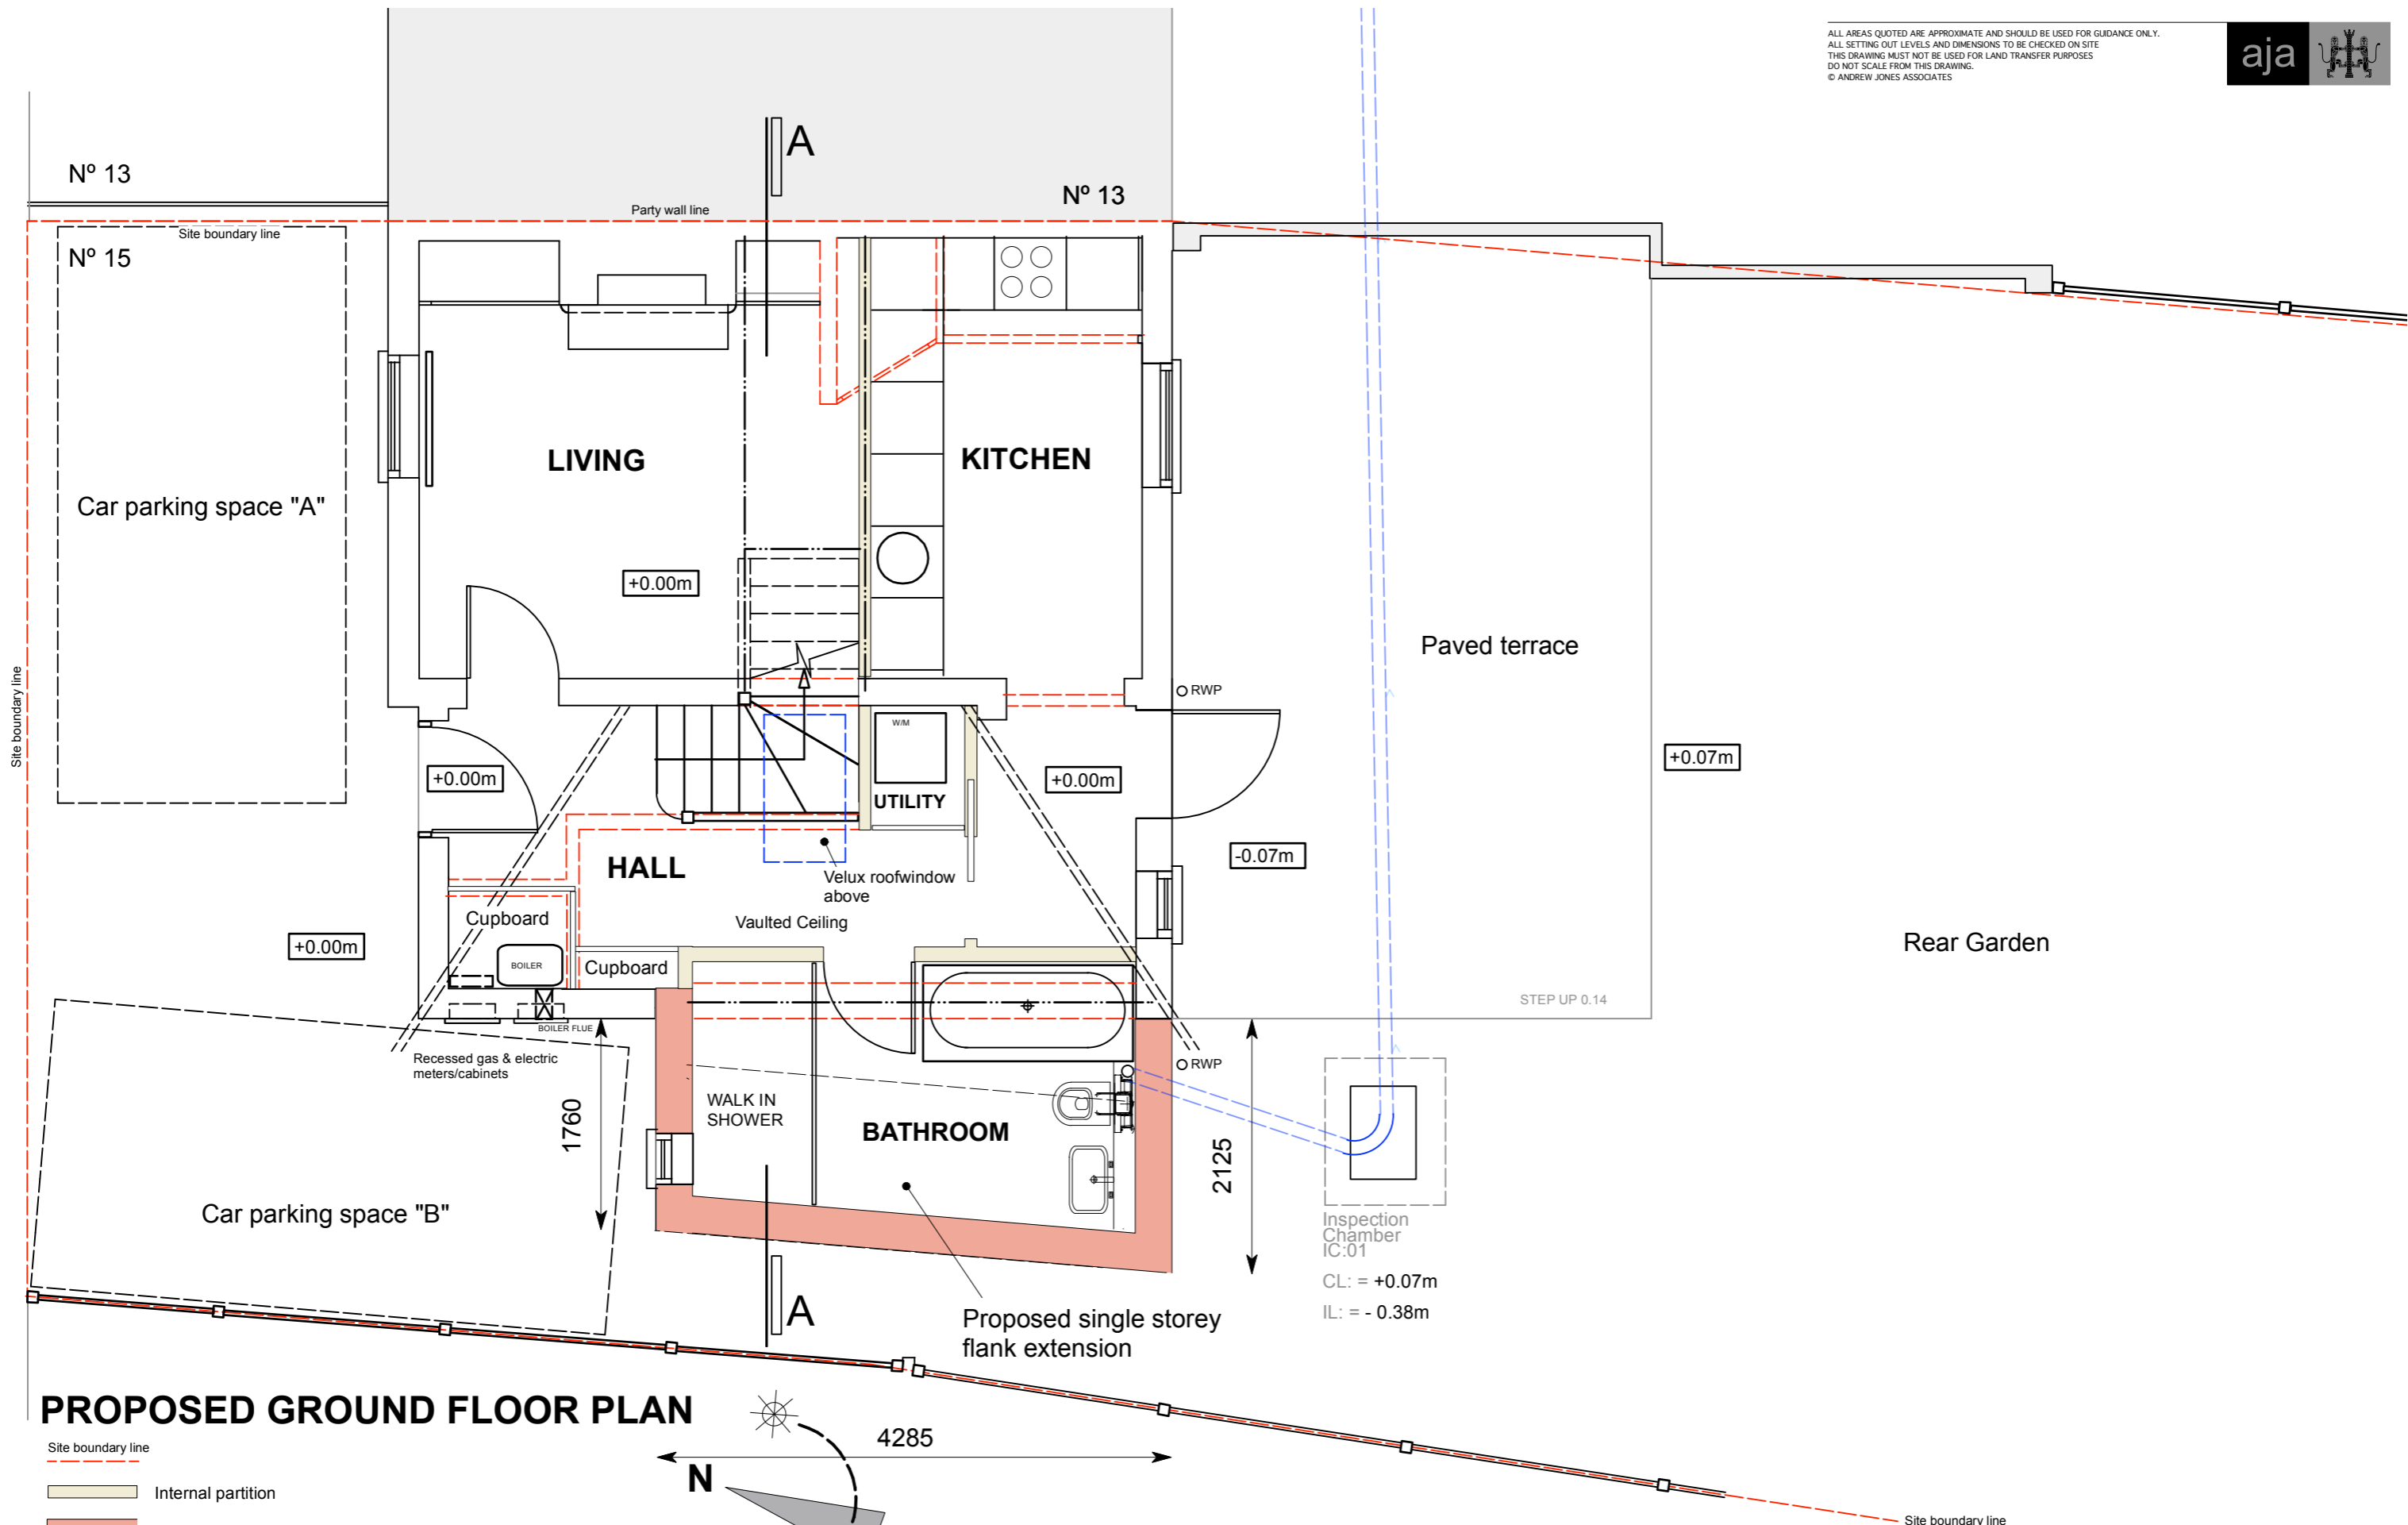 ALL AREAS QUOTED ARE APPROXIMATE AND SHOULD BE USED FOR GUIDANCE ONLY.
ALL SETTING OUT LEVELS AND DIMENSIONS TO BE CHECKED ON SITE
THIS DRAWING MUST NOT BE USED FOR LAND TRANSFER PURPOSES
DO NOT SCALE FROM THIS DRAWING.
© ANDREW JONES ASSOCIATES
aja
A
Nº 13
Nº 13
Party wall line
Site boundary line
Nº 15
LIVING
KITCHEN
Car parking space "A"
+0.00m
Paved terrace
Site boundary line
RWP
W/M
+0.00m
+0.00m
+0.07m
UTILITY
HALL
-0.07m
Velux roofwindow
above
Cupboard
Vaulted Ceiling
+0.00m
Rear Garden
BOILER
Cupboard
STEP UP 0.14
BOILER FLUE
Recessed gas & electric
meters/cabinets
RWP
1760
WALK IN
SHOWER
BATHROOM
2125
Car parking space "B"
Inspection
Chamber
IC:01
CL: = +0.07m
IL: = - 0.38m
A
Proposed single storey
flank extension
PROPOSED GROUND FLOOR PLAN
4285
Site boundary line
N
Internal partition
Site boundary line